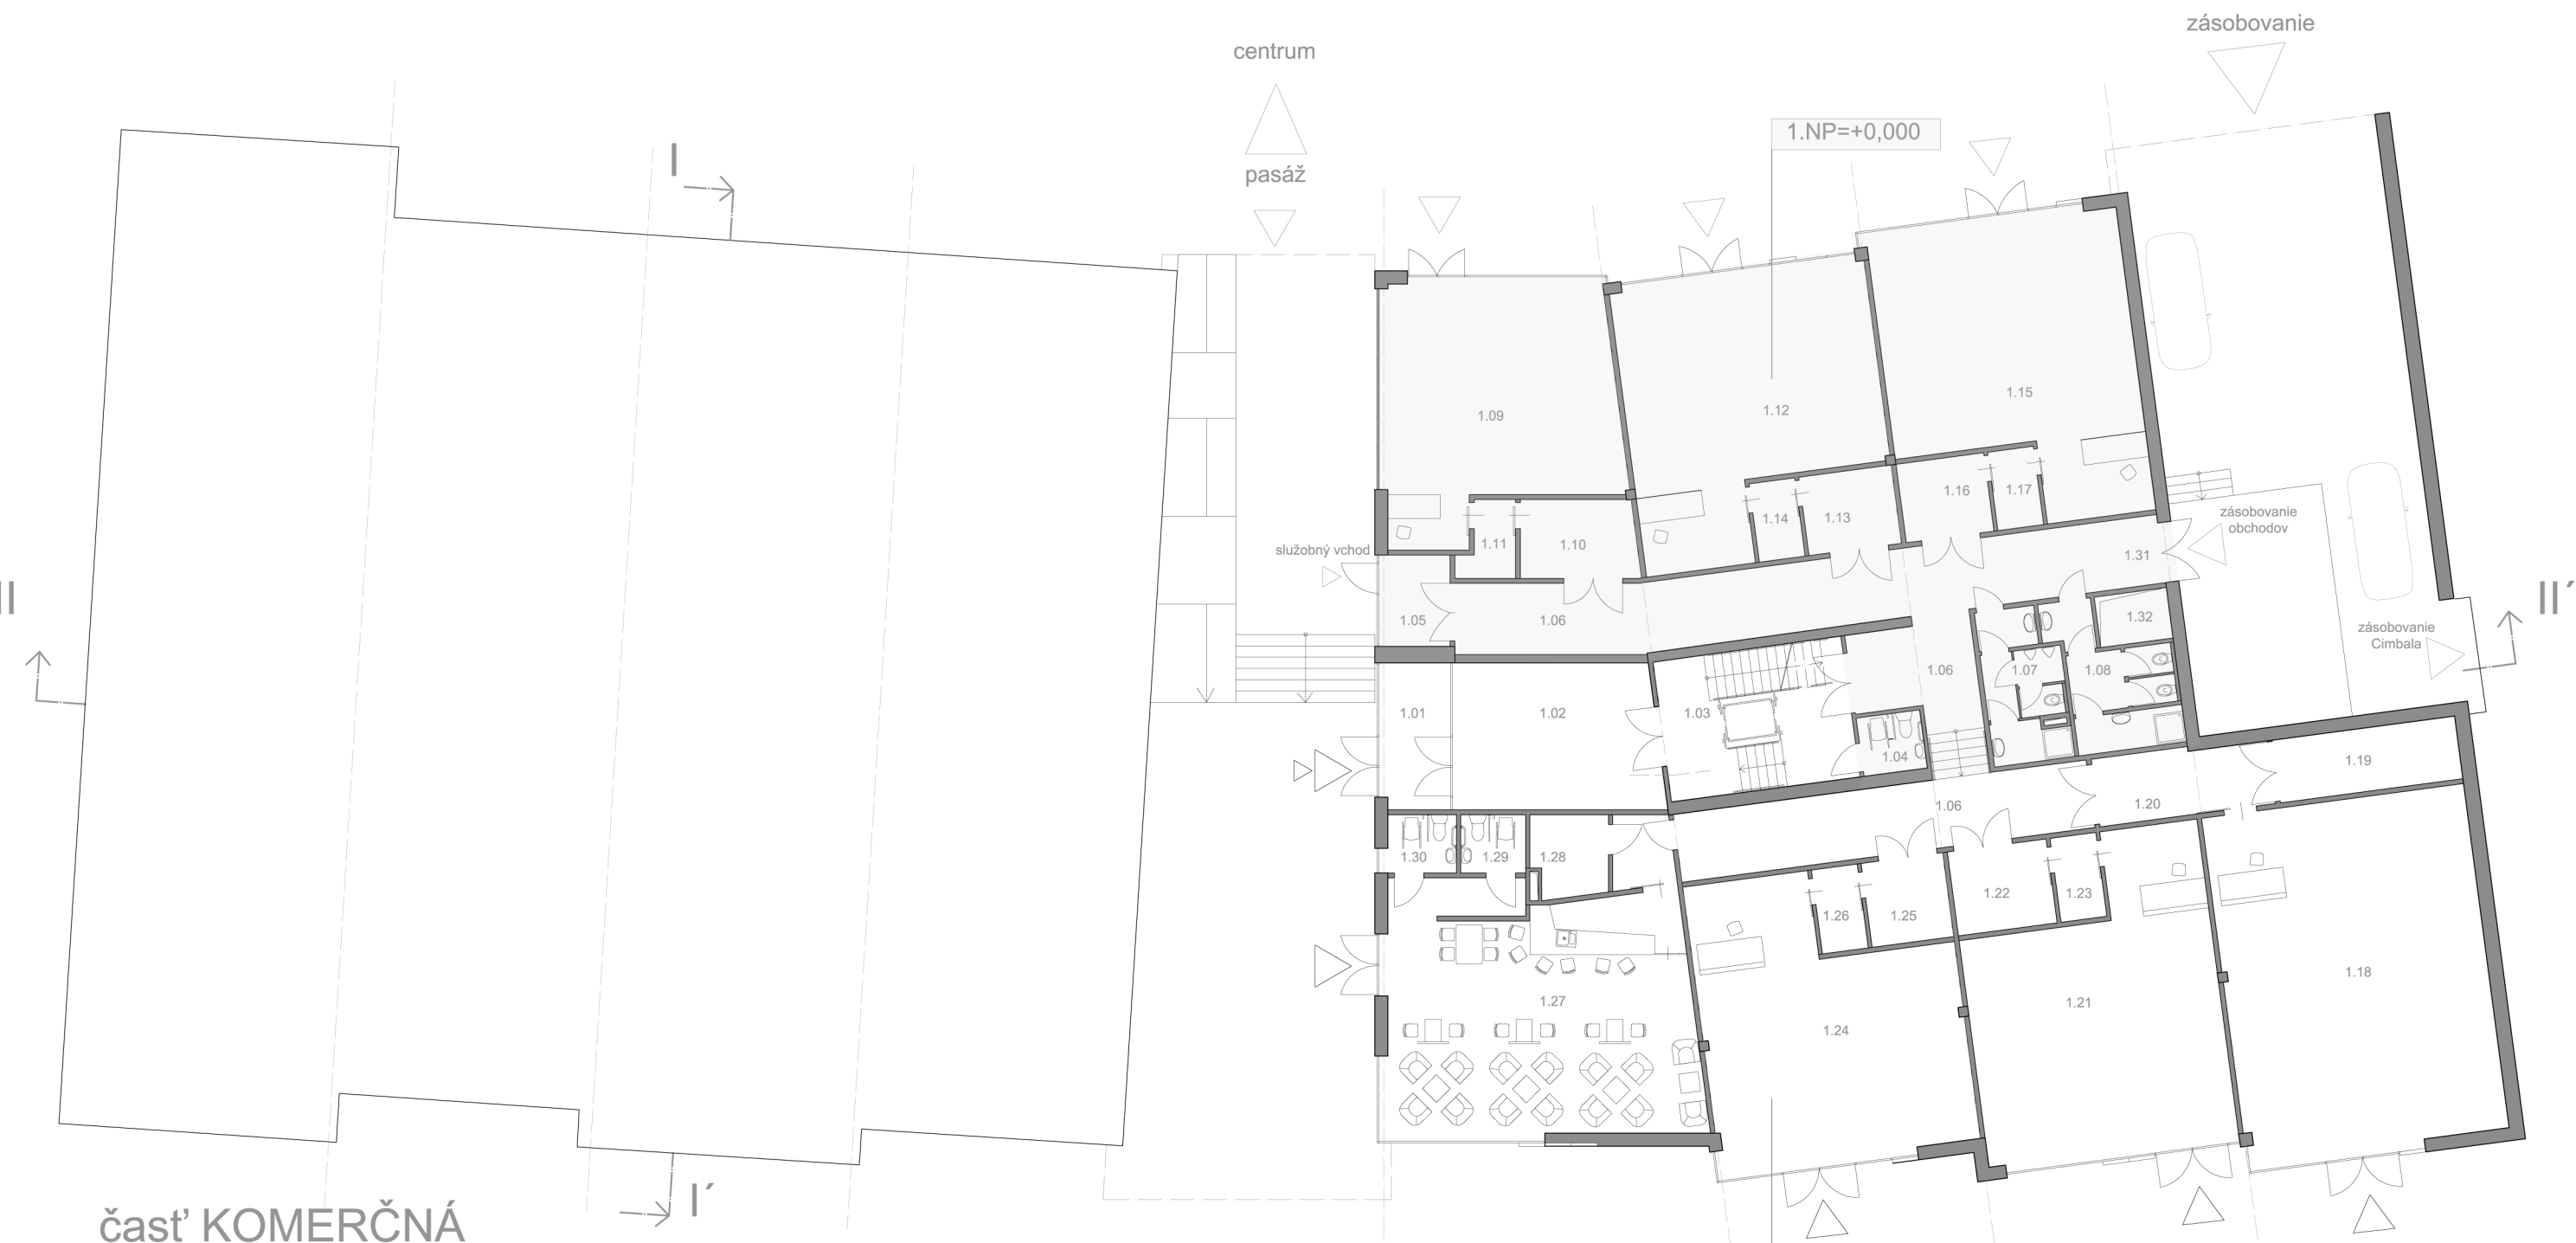 zásobovanie
centrum
1.NP=+0,000
pasáž
I
1.09
1.12
1.15
1.16
1.17
1.14
1.13
1.11
1.10
zásobovanie
obchodov
služobný vchod
1.31
II
II´
1.05
1.06
1.32
zásobovanie
Cimbala
1.06
1.07
1.08
1.01
1.02
1.03
1.04
1.19
1.06
1.20
1.30
1.29
1.28
1.22
1.23
1.26
1.25
1.18
1.27
1.21
1.24
I´
časť KOMERČNÁ